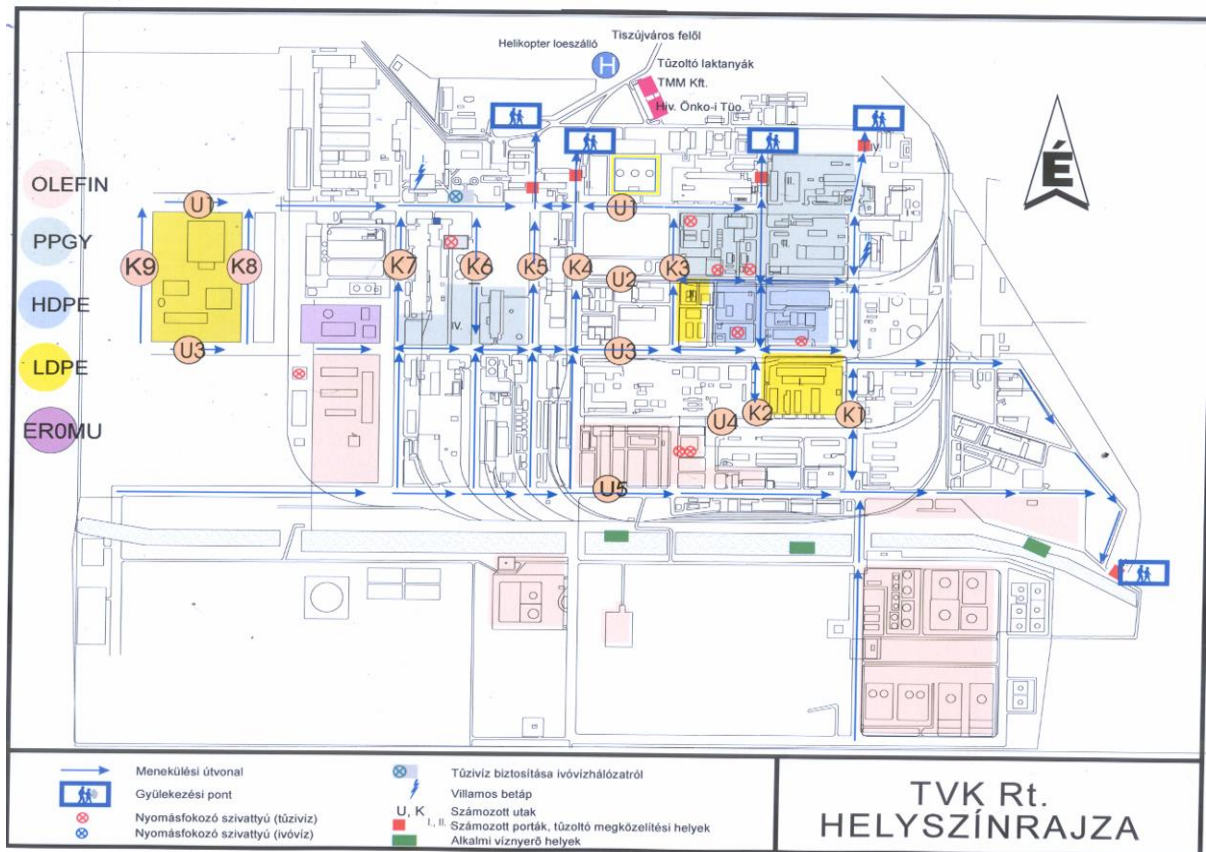 Tiszújváros felől
Helikopter loeszálló
H
Tűzoltó laktanyák
TMM Kft.
Hiv. Önko-i Tüo.
É
I.
IV
OLEFIN
PPGY
HDPE
LDPE
ER0MU
U1
U1
K9
K8
K7
K6
K5
K4
K3
U2
IV.
U3
U3
K2
K1
U4
U5
Menekülési útvonal
Gyülekezési pont
Nyomásfokozó szivattyú (tűzivíz)
Nyomásfokozó szivattyú (ivóvíz)
Tűzivíz biztosítása ivóvízhálózatról
Villamos betáp
U, K Számozott utak
I., II. Számozott porták, tűzoltó megközelítési helyek
Alkalmi víznyerő helyek
TVK Rt.
HELYSZÍNRAJZA